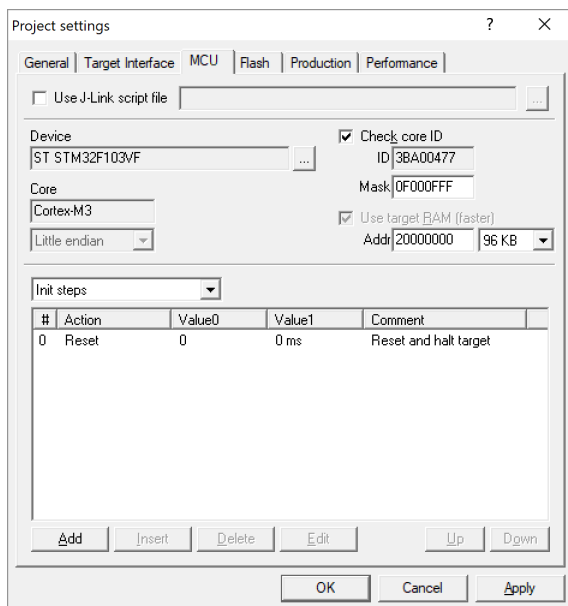 Project settings ? ×
General Target Interface MCU Flash Production Performance
Use J-Link script file ...
Device
ST STM32F103VF ...
Check core ID
ID 3BA00477
Mask 0F000FFF
Core
Cortex-M3
Little endian
Use target RAM (faster)
Addr 20000000 96 KB
Init steps
# Action Value0 Value1 Comment
0 Reset 0 0 ms Reset and halt target
Add Insert Delete Edit Up Down
OK Cancel Apply